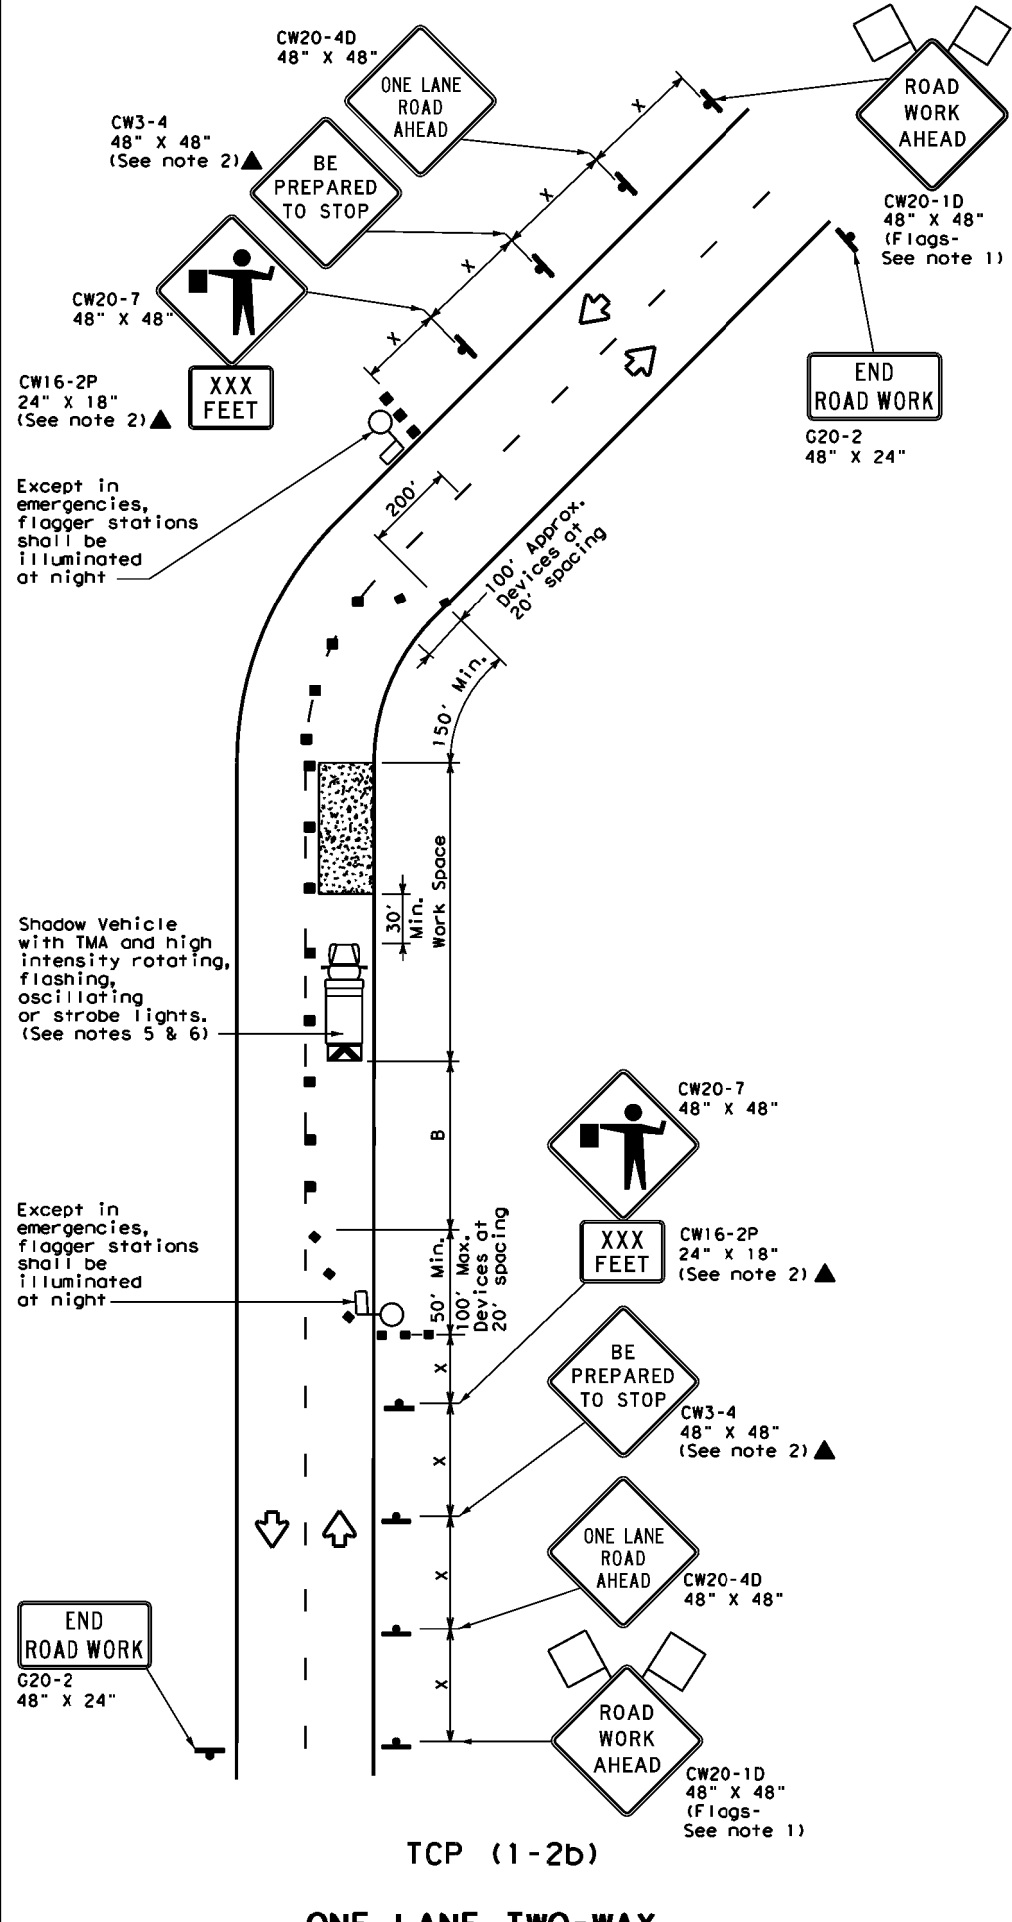 CW20-4D
48" X 48"
ONE LANE
ROAD
AHEAD
ROAD
WORK
AHEAD
CW20-1D
48" X 48"
(Flags-
See note 1)
CW3-4
48" X 48"
(See note 2)▲
BE
PREPARED
TO STOP
X
X
X
X
CW20-7
48" X 48"
CW16-2P
24" X 18"
(See note 2)▲
XXX
FEET
END
ROAD WORK
G20-2
48" X 24"
Except in
emergencies,
flagger stations
shall be
illuminated
at night
200'
100' Approx.
Devices at
20' spacing
150' Min.
Work Space
30'
Min.
Shadow Vehicle
with TMA and high
intensity rotating,
flashing,
oscillating
or strobe lights.
(See notes 5 & 6)
B
CW20-7
48" X 48"
XXX
FEET
CW16-2P
24" X 18"
(See note 2)▲
Except in
emergencies,
flagger stations
shall be
illuminated
at night
50' Min.
100' Max.
Devices at
20' spacing
X
X
X
X
BE
PREPARED
TO STOP
CW3-4
48" X 48"
(See note 2)▲
ONE LANE
ROAD
AHEAD
CW20-4D
48" X 48"
END
ROAD WORK
G20-2
48" X 24"
ROAD
WORK
AHEAD
CW20-1D
48" X 48"
(Flags-
See note 1)
TCP (1-2b)
ONE LANE TWO-WAY